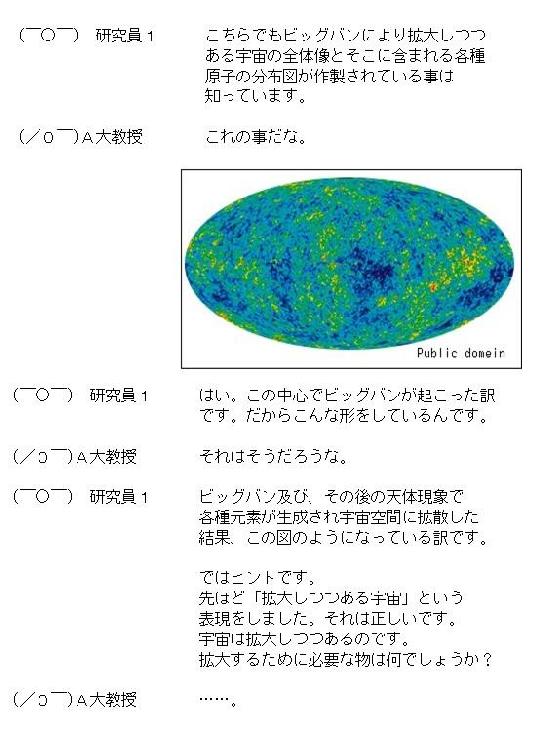 (￣○￣) 研究員１ こちらでもビッグバンにより拡大しつつ
ある宇宙の全体像とそこに含まれる各種
原子の分布図が作製されている事は
知っています。
(／０￣)Ａ大教授 これの事だな。
Public domein
(￣○￣) 研究員１ はい。この中心でビッグバンが起こった訳
です。だからこんな形をしているんです。
(／０￣)Ａ大教授 それはそうだろうな。
(￣○￣) 研究員１ ビッグバン及び、その後の天体現象で
各種元素が生成され宇宙空間に拡散した
結果、この図のようになっている訳です。
ではヒントです。
先ほど「拡大しつつある宇宙」という
表現をしました。それは正しいです。
宇宙は拡大しつつあるのです。
拡大するために必要な物は何でしょうか？
(／０￣)Ａ大教授 ……。